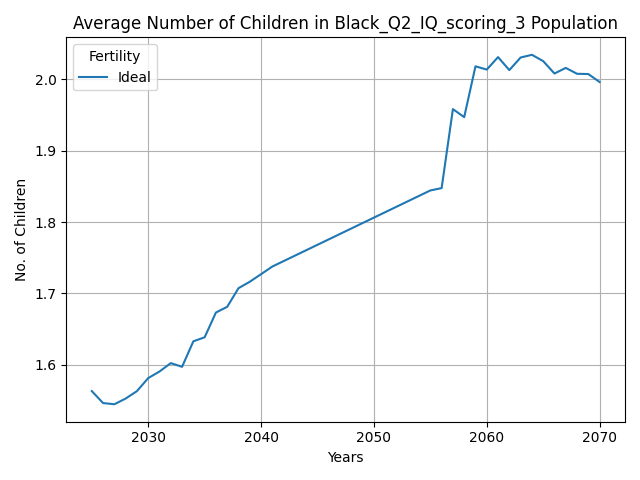 Average Number of Children in Black_Q2_IQ_scoring_3 Population
Fertility
Ideal
No. of Children
2.0
1.9
1.8
1.7
1.6
2030
2040
2050
2060
2070
Years